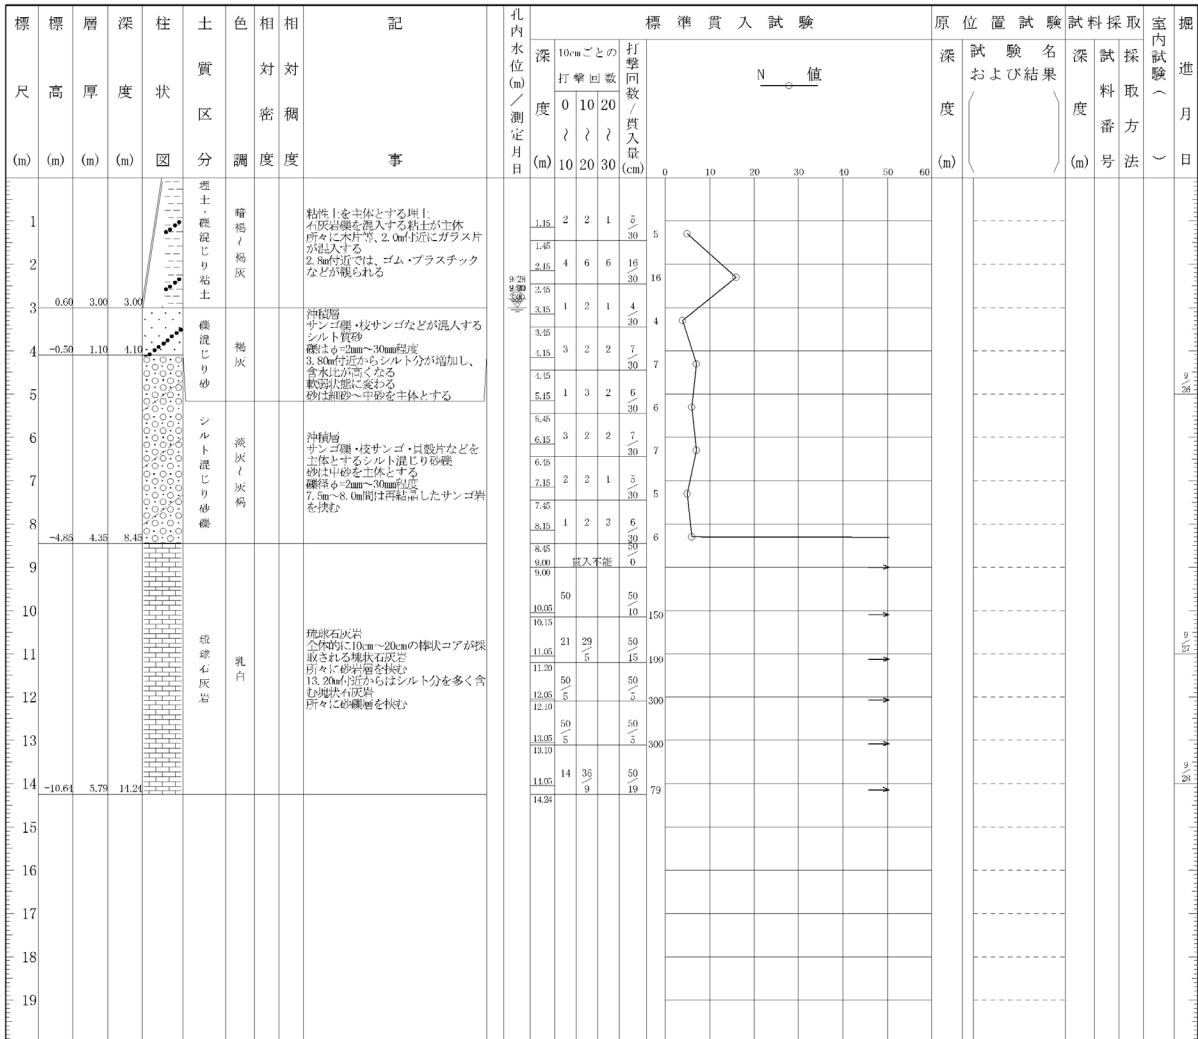 標尺(m)
標高(m)
層厚(m)
深度(m)
柱状図
土質区分
色調
相対密度
相対稠度
記事
孔内水位(m)/測定月日
標準貫入試験
深度(m)
10cmごとの打撃回数
0~10
10~20
20~30
打撃回数/貫入量(cm)
N 値
0 10 20 30 40 50 60
原位置試験
深度(m)
試験名および結果
試料採取
深度(m)
試料番号
採取方法
室内試験( )
掘進月日
1
2
3
4
5
6
7
8
9
10
11
12
13
14
15
16
17
18
19
0.60 3.00 3.00
-0.50 1.10 4.10
-4.85 4.35 8.45
-10.64 5.79 14.24
埋土・礫混じり粘土
暗褐~褐灰
粘性土を主体とする埋土
石灰岩礫を混入する粘土が主体
所々に木片等、2.0m付近にガラス片
が混入する
2.8m付近では、ゴム・プラスチック
などが観られる
礫混じり砂
褐灰
沖積層
サンゴ礫・枝サンゴなどが混入する
シルト質砂
礫はφ=2mm~30mm程度
3.80m付近からシルト分が増加し、
含水比が高くなる
軟弱状態に変わる
砂は細砂~中砂を主体とする
シルト混じり砂礫
淡灰~灰褐
沖積層
サンゴ礫・枝サンゴ・貝殻片などを
主体とするシルト混じり砂礫
砂は中砂を主体とする
礫径φ=2mm~30mm程度
7.5m~8.0m間は再結晶したサンゴ岩
を挟む
琉球石灰岩
乳白
琉球石灰岩
全体的に10cm~20cmの棒状コアが採
取される塊状石灰岩
所々に砂岩層を挟む
13.20m付近からはシルト分を多く含
む塊状石灰岩
所々に砂礫層を挟む
9/28
1.15 2 2 1 5/30 5
1.45
2.15 4 6 6 16/30 16
2.45
3.15 1 2 1 4/30 4
3.45
4.15 3 2 2 7/30 7
4.45
5.15 1 3 2 6/30 6
5.45
6.15 3 2 2 7/30 7
6.45
7.15 2 2 1 5/30 5
7.45
8.15 1 2 3 6/30 6
8.45
9.00 貫入不能 50/0
9.00
10.05 50 50/10 150
10.15
11.05 21 29/5 50/15 100
11.20
12.05 50/5 50/5 300
12.10
13.05 50/5 50/5 300
13.10
14.05 14 36/9 50/19 79
14.24
9/26
9/27
9/28